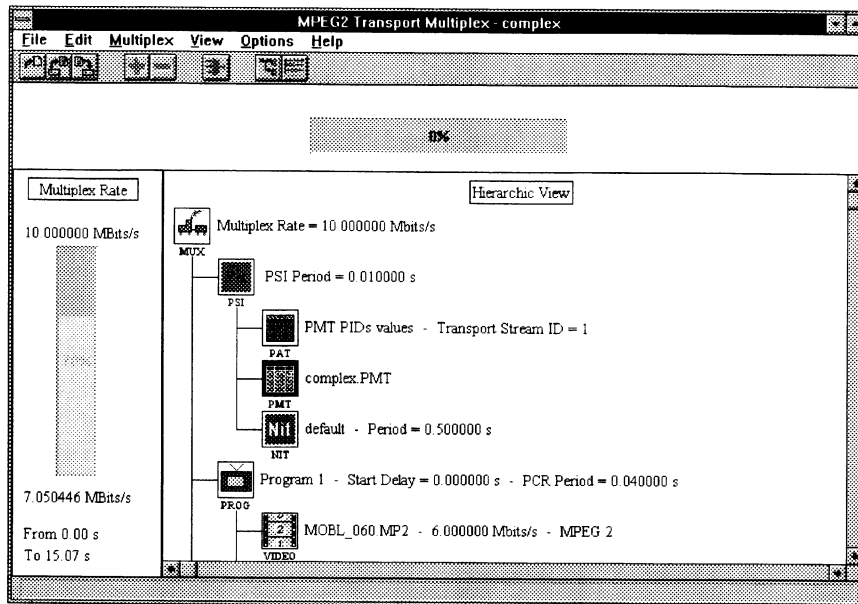 MPEG2 Transport Multiplex - complex
File Edit Multiplex View Options Help
0%
Multiplex Rate
10 000000 MBits/s
7.050446 MBits/s
From 0.00 s
To 15.07 s
Hierarchic View
Multiplex Rate = 10 000000 Mbits/s
MUX
PSI Period = 0.010000 s
PSI
PMT PIDs values - Transport Stream ID = 1
PAT
complex.PMT
PMT
NIT
default - Period = 0.500000 s
NIT
Program 1 - Start Delay = 0.000000 s - PCR Period = 0.040000 s
PROG
2
1
MOBL_060.MP2 - 6.000000 Mbits/s - MPEG 2
VIDEO